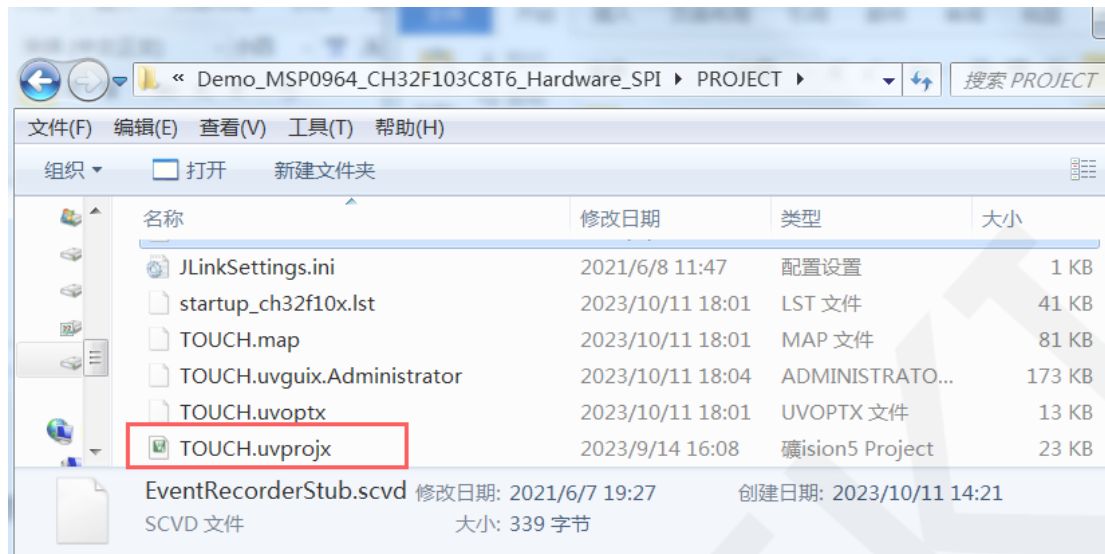 « Demo_MSP0964_CH32F103C8T6_Hardware_SPI ▸ PROJECT ▸ 搜索 PROJECT
文件(F) 编辑(E) 查看(V) 工具(T) 帮助(H)
组织 打开 新建文件夹
名称 修改日期 类型 大小
JLinkSettings.ini 2021/6/8 11:47 配置设置 1 KB
startup_ch32f10x.lst 2023/10/11 18:01 LST 文件 41 KB
TOUCH.map 2023/10/11 18:01 MAP 文件 81 KB
TOUCH.uvguix.Administrator 2023/10/11 18:04 ADMINISTRATO... 173 KB
TOUCH.uvoptx 2023/10/11 18:01 UVOPTX 文件 13 KB
TOUCH.uvprojx 2023/9/14 16:08 礦ision5 Project 23 KB
EventRecorderStub.scvd 修改日期: 2021/6/7 19:27 创建日期: 2023/10/11 14:21
SCVD 文件 大小: 339 字节